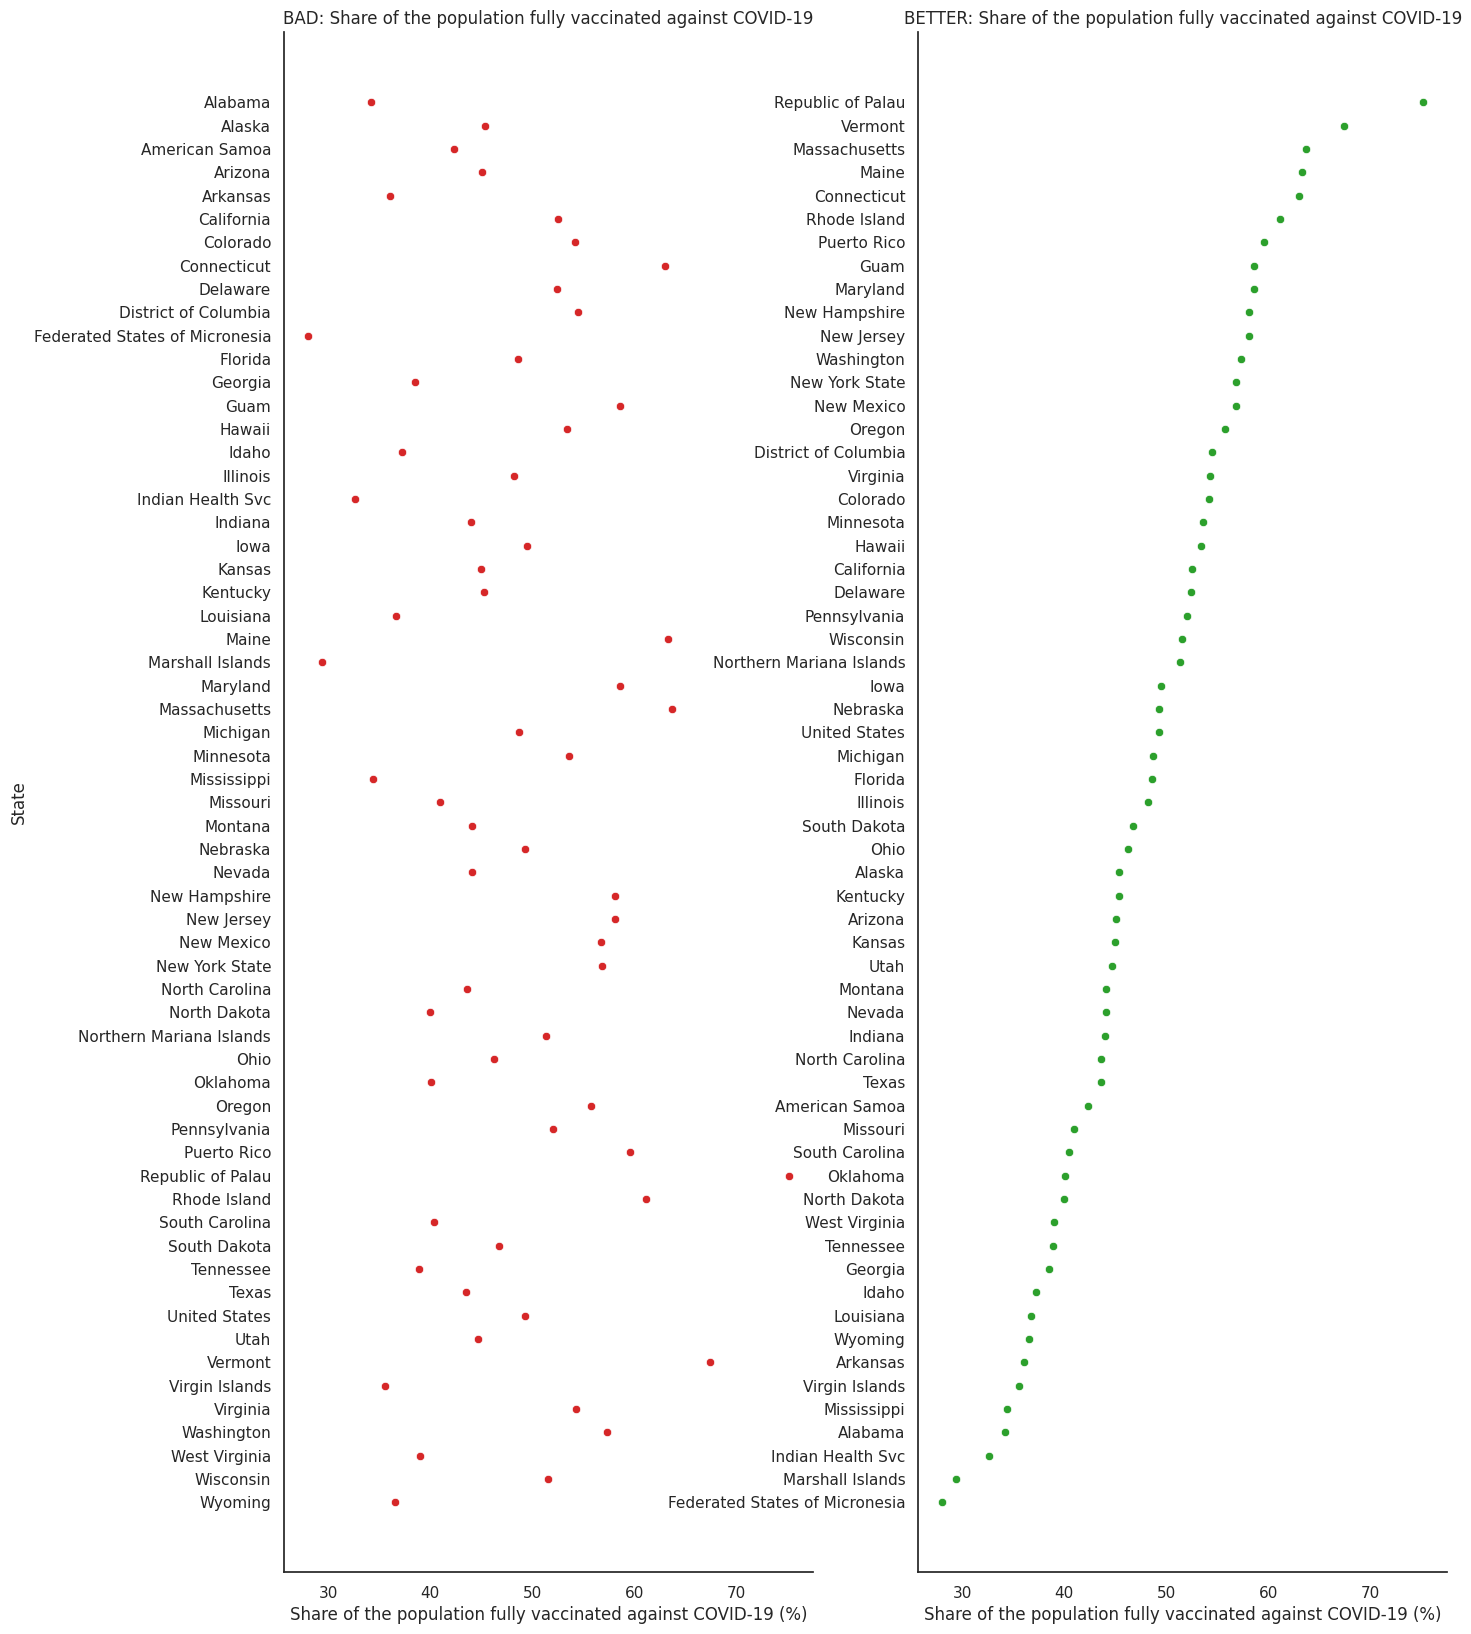 BAD: Share of the population fully vaccinated against COVID-19
State
Alabama
Alaska
American Samoa
Arizona
Arkansas
California
Colorado
Connecticut
Delaware
District of Columbia
Federated States of Micronesia
Florida
Georgia
Guam
Hawaii
Idaho
Illinois
Indian Health Svc
Indiana
Iowa
Kansas
Kentucky
Louisiana
Maine
Marshall Islands
Maryland
Massachusetts
Michigan
Minnesota
Mississippi
Missouri
Montana
Nebraska
Nevada
New Hampshire
New Jersey
New Mexico
New York State
North Carolina
North Dakota
Northern Mariana Islands
Ohio
Oklahoma
Oregon
Pennsylvania
Puerto Rico
Republic of Palau
Rhode Island
South Carolina
South Dakota
Tennessee
Texas
United States
Utah
Vermont
Virgin Islands
Virginia
Washington
West Virginia
Wisconsin
Wyoming
30 40 50 60 70
Share of the population fully vaccinated against COVID-19 (%)
BETTER: Share of the population fully vaccinated against COVID-19
Republic of Palau
Vermont
Massachusetts
Maine
Connecticut
Rhode Island
Puerto Rico
Guam
Maryland
New Hampshire
New Jersey
Washington
New York State
New Mexico
Oregon
District of Columbia
Virginia
Colorado
Minnesota
Hawaii
California
Delaware
Pennsylvania
Wisconsin
Northern Mariana Islands
Iowa
Nebraska
United States
Michigan
Florida
Illinois
South Dakota
Ohio
Alaska
Kentucky
Arizona
Kansas
Utah
Montana
Nevada
Indiana
North Carolina
Texas
American Samoa
Missouri
South Carolina
Oklahoma
North Dakota
West Virginia
Tennessee
Georgia
Idaho
Louisiana
Wyoming
Arkansas
Virgin Islands
Mississippi
Alabama
Indian Health Svc
Marshall Islands
Federated States of Micronesia
30 40 50 60 70
Share of the population fully vaccinated against COVID-19 (%)